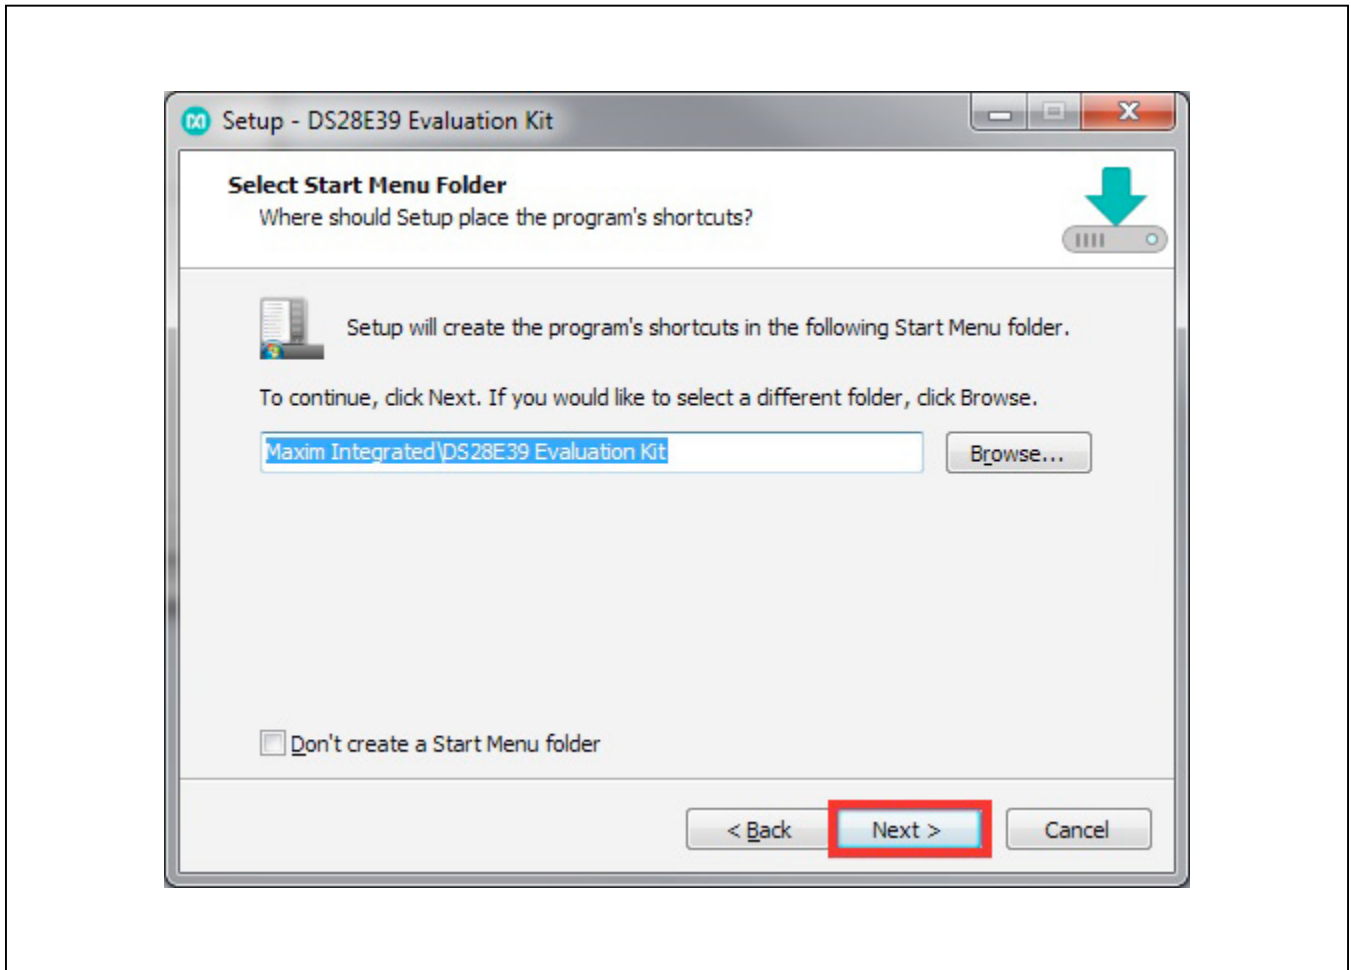 Setup - DS28E39 Evaluation Kit
Select Start Menu Folder
Where should Setup place the program's shortcuts?
Setup will create the program's shortcuts in the following Start Menu folder.
To continue, click Next. If you would like to select a different folder, click Browse.
Maxim Integrated\DS28E39 Evaluation Kit
Browse...
Don't create a Start Menu folder
< Back
Next >
Cancel